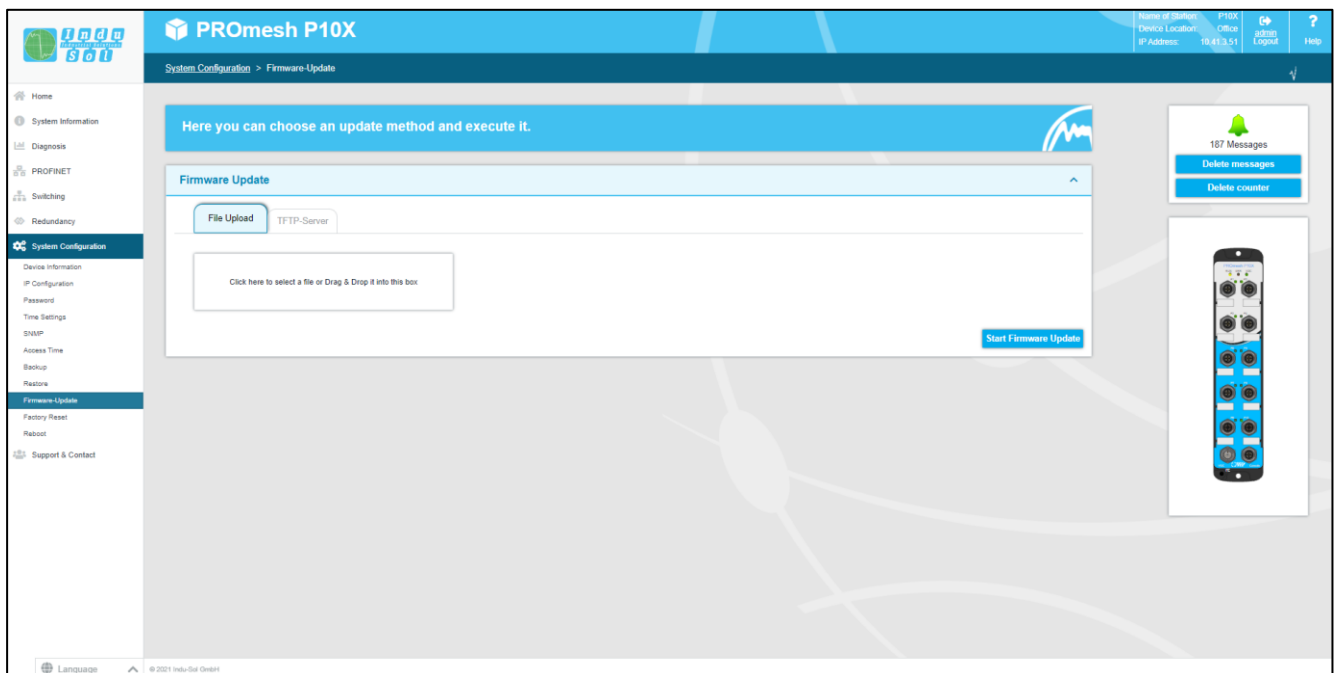 Indu
Sol
PROmesh P10X
Name of Station: P10X
Device Location: Office
IP Address: 10.41.3.51
admin
Logout
?
Help
System Configuration > Firmware-Update
Home
System Information
Diagnosis
PROFINET
Switching
Redundancy
System Configuration
Device Information
IP Configuration
Password
Time Settings
SNMP
Access Time
Backup
Restore
Firmware-Update
Factory Reset
Reboot
Support & Contact
Here you can choose an update method and execute it.
Firmware Update
File Upload
TFTP-Server
Click here to select a file or Drag & Drop it into this box
Start Firmware Update
187 Messages
Delete messages
Delete counter
Language
© 2021 Indu-Sol GmbH